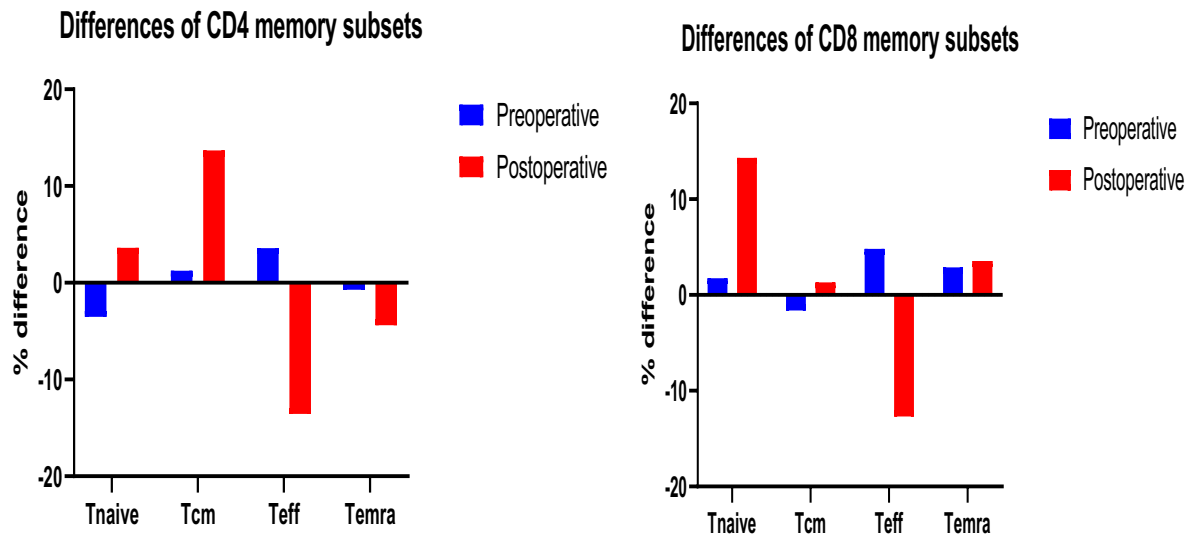 Differences of CD4 memory subsets
% difference
20
10
0
-10
-20
Tnaive Tcm Teff Temra
Preoperative
Postoperative
Differences of CD8 memory subsets
% difference
20
10
0
-10
-20
Tnaive Tcm Teff Temra
Preoperative
Postoperative